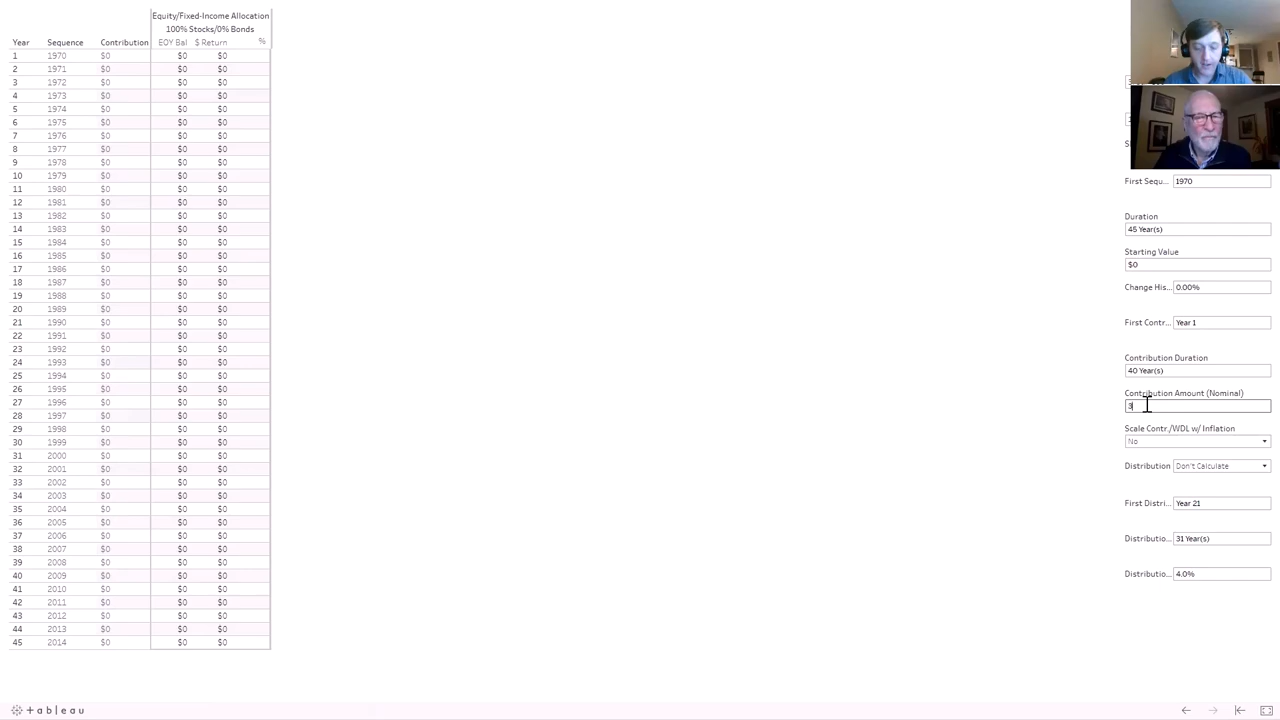 Equity/Fixed-Income Allocation
100% Stocks/0% Bonds
Year Sequence Contribution EOY Bal $ Return %
1 1970 $0 $0 $0
2 1971 $0 $0 $0
3 1972 $0 $0 $0
4 1973 $0 $0 $0
5 1974 $0 $0 $0
6 1975 $0 $0 $0
7 1976 $0 $0 $0
8 1977 $0 $0 $0
9 1978 $0 $0 $0
10 1979 $0 $0 $0
11 1980 $0 $0 $0
12 1981 $0 $0 $0
13 1982 $0 $0 $0
14 1983 $0 $0 $0
15 1984 $0 $0 $0
16 1985 $0 $0 $0
17 1986 $0 $0 $0
18 1987 $0 $0 $0
19 1988 $0 $0 $0
20 1989 $0 $0 $0
21 1990 $0 $0 $0
22 1991 $0 $0 $0
23 1992 $0 $0 $0
24 1993 $0 $0 $0
25 1994 $0 $0 $0
26 1995 $0 $0 $0
27 1996 $0 $0 $0
28 1997 $0 $0 $0
29 1998 $0 $0 $0
30 1999 $0 $0 $0
31 2000 $0 $0 $0
32 2001 $0 $0 $0
33 2002 $0 $0 $0
34 2003 $0 $0 $0
35 2004 $0 $0 $0
36 2005 $0 $0 $0
37 2006 $0 $0 $0
38 2007 $0 $0 $0
39 2008 $0 $0 $0
40 2009 $0 $0 $0
41 2010 $0 $0 $0
42 2011 $0 $0 $0
43 2012 $0 $0 $0
44 2013 $0 $0 $0
45 2014 $0 $0 $0
First Sequ... 1970
Duration
45 Year(s)
Starting Value
$0
Change His... 0.00%
First Contr... Year 1
Contribution Duration
40 Year(s)
Contribution Amount (Nominal)
3
Scale Contr./WDL w/ Inflation
No
Distribution Don't Calculate
First Distri... Year 21
Distributio... 31 Year(s)
Distributio... 4.0%
+ a b l e a u